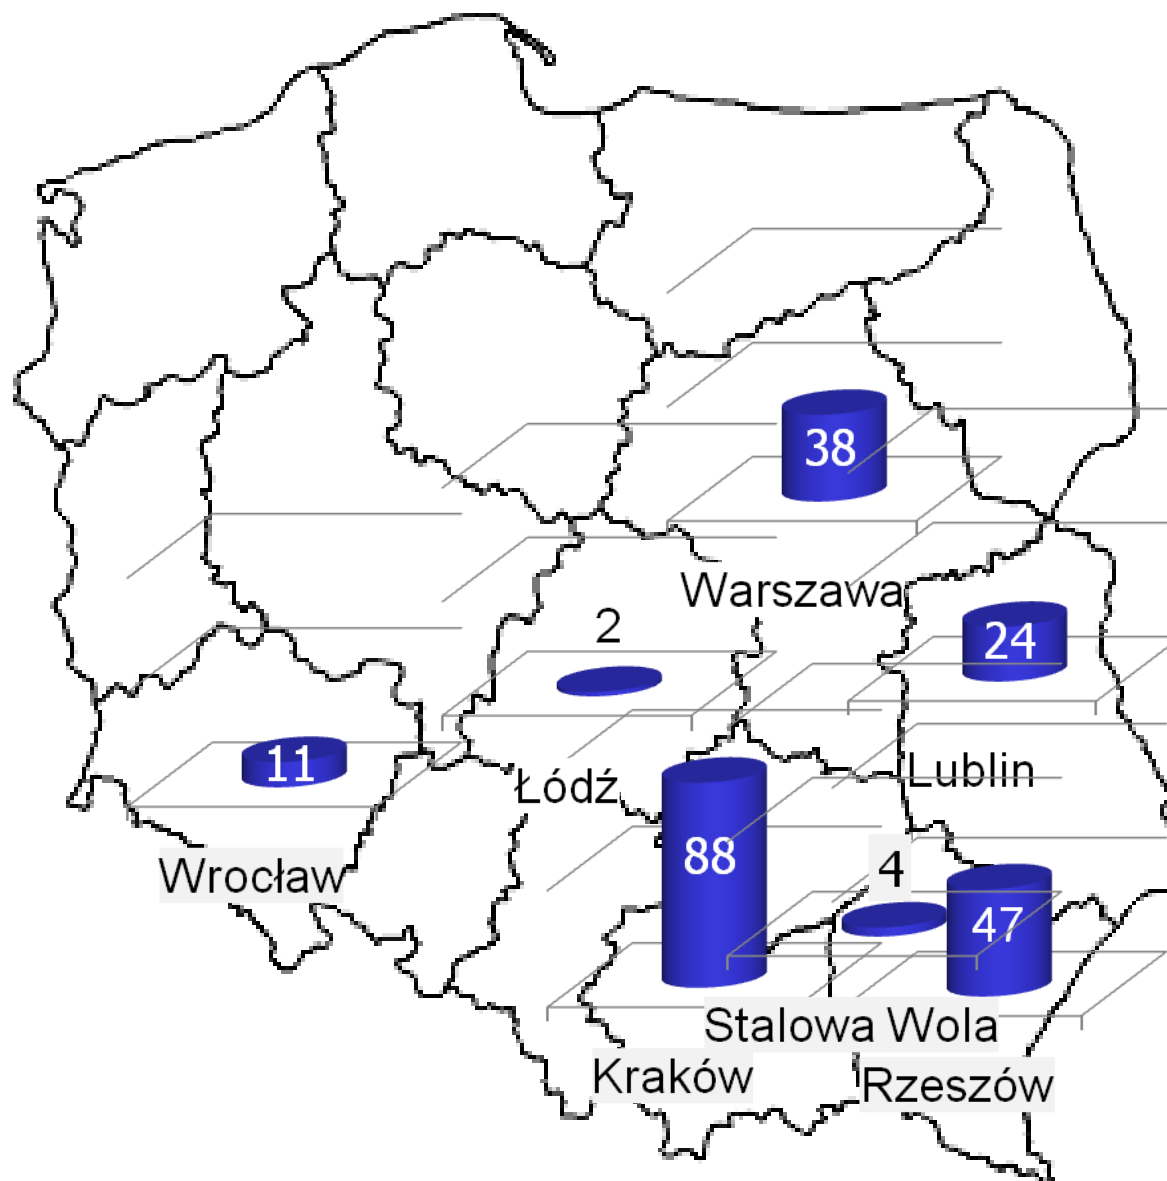 38
Warszawa
2
24
11
Łódź
Lublin
Wrocław
88
4
47
Stalowa Wola
Kraków
Rzeszów